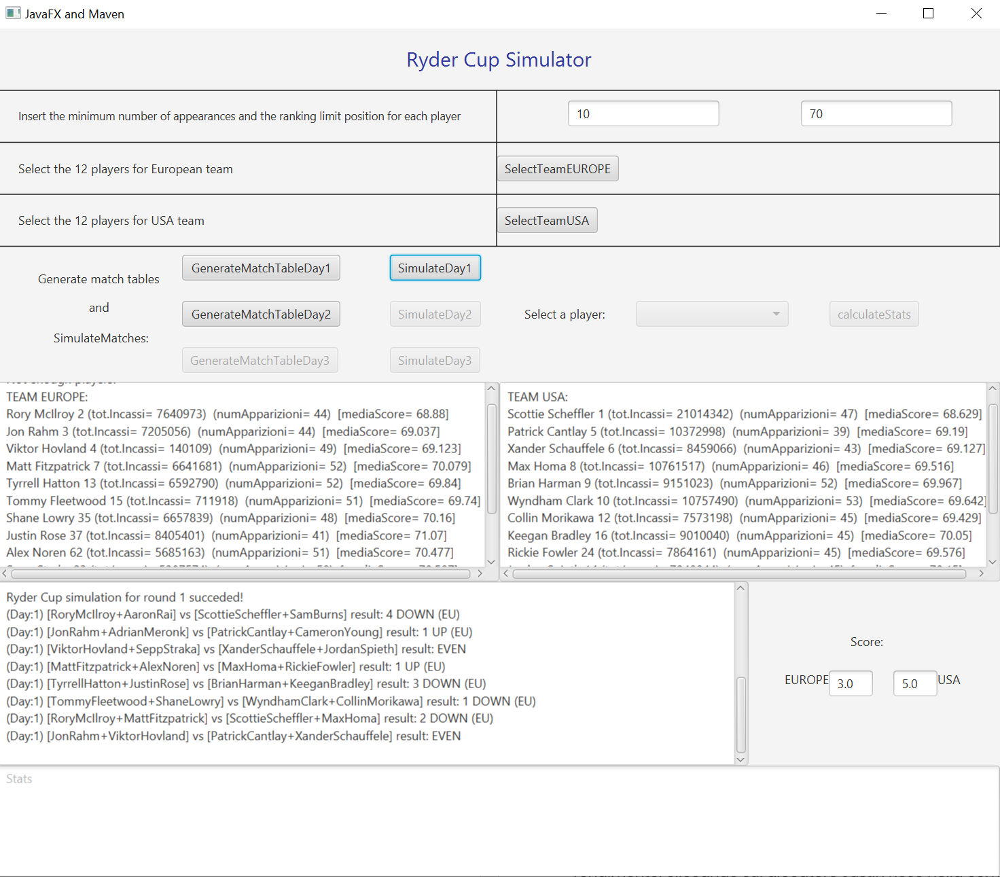 JavaFX and Maven
Ryder Cup Simulator
Insert the minimum number of appearances and the ranking limit position for each player
10
70
Select the 12 players for European team
SelectTeamEUROPE
Select the 12 players for USA team
SelectTeamUSA
Generate match tables
and
SimulateMatches:
GenerateMatchTableDay1
SimulateDay1
GenerateMatchTableDay2
SimulateDay2
Select a player:
calculateStats
GenerateMatchTableDay3
SimulateDay3
TEAM EUROPE:
Rory McIlroy 2 (tot.Incassi= 7640973) (numApparizioni= 44) [mediaScore= 68.88]
Jon Rahm 3 (tot.Incassi= 7205056) (numApparizioni= 44) [mediaScore= 69.037]
Viktor Hovland 4 (tot.Incassi= 140109) (numApparizioni= 49) [mediaScore= 69.123]
Matt Fitzpatrick 7 (tot.Incassi= 6641681) (numApparizioni= 52) [mediaScore= 70.079]
Tyrrell Hatton 13 (tot.Incassi= 6592790) (numApparizioni= 52) [mediaScore= 69.84]
Tommy Fleetwood 15 (tot.Incassi= 711918) (numApparizioni= 51) [mediaScore= 69.74]
Shane Lowry 35 (tot.Incassi= 6657839) (numApparizioni= 48) [mediaScore= 70.16]
Justin Rose 37 (tot.Incassi= 8405401) (numApparizioni= 41) [mediaScore= 71.07]
Alex Noren 62 (tot.Incassi= 5685163) (numApparizioni= 51) [mediaScore= 70.477]
TEAM USA:
Scottie Scheffler 1 (tot.Incassi= 21014342) (numApparizioni= 47) [mediaScore= 68.629]
Patrick Cantlay 5 (tot.Incassi= 10372998) (numApparizioni= 39) [mediaScore= 69.19]
Xander Schauffele 6 (tot.Incassi= 8459066) (numApparizioni= 43) [mediaScore= 69.127]
Max Homa 8 (tot.Incassi= 10761517) (numApparizioni= 46) [mediaScore= 69.516]
Brian Harman 9 (tot.Incassi= 9151023) (numApparizioni= 52) [mediaScore= 69.967]
Wyndham Clark 10 (tot.Incassi= 10757490) (numApparizioni= 53) [mediaScore= 69.642]
Collin Morikawa 12 (tot.Incassi= 7573198) (numApparizioni= 45) [mediaScore= 69.429]
Keegan Bradley 16 (tot.Incassi= 9010040) (numApparizioni= 45) [mediaScore= 70.05]
Rickie Fowler 24 (tot.Incassi= 7864161) (numApparizioni= 45) [mediaScore= 69.576]
Ryder Cup simulation for round 1 succeded!
(Day:1) [RoryMcIlroy+AaronRai] vs [ScottieScheffler+SamBurns] result: 4 DOWN (EU)
(Day:1) [JonRahm+AdrianMeronk] vs [PatrickCantlay+CameronYoung] result: 1 UP (EU)
(Day:1) [ViktorHovland+SeppStraka] vs [XanderSchauffele+JordanSpieth] result: EVEN
(Day:1) [MattFitzpatrick+AlexNoren] vs [MaxHoma+RickieFowler] result: 1 UP (EU)
(Day:1) [TyrrellHatton+JustinRose] vs [BrianHarman+KeeganBradley] result: 3 DOWN (EU)
(Day:1) [TommyFleetwood+ShaneLowry] vs [WyndhamClark+CollinMorikawa] result: 1 DOWN (EU)
(Day:1) [RoryMcIlroy+MattFitzpatrick] vs [ScottieScheffler+MaxHoma] result: 2 DOWN (EU)
(Day:1) [JonRahm+ViktorHovland] vs [PatrickCantlay+XanderSchauffele] result: EVEN
Score:
EUROPE 3.0 5.0 USA
Stats